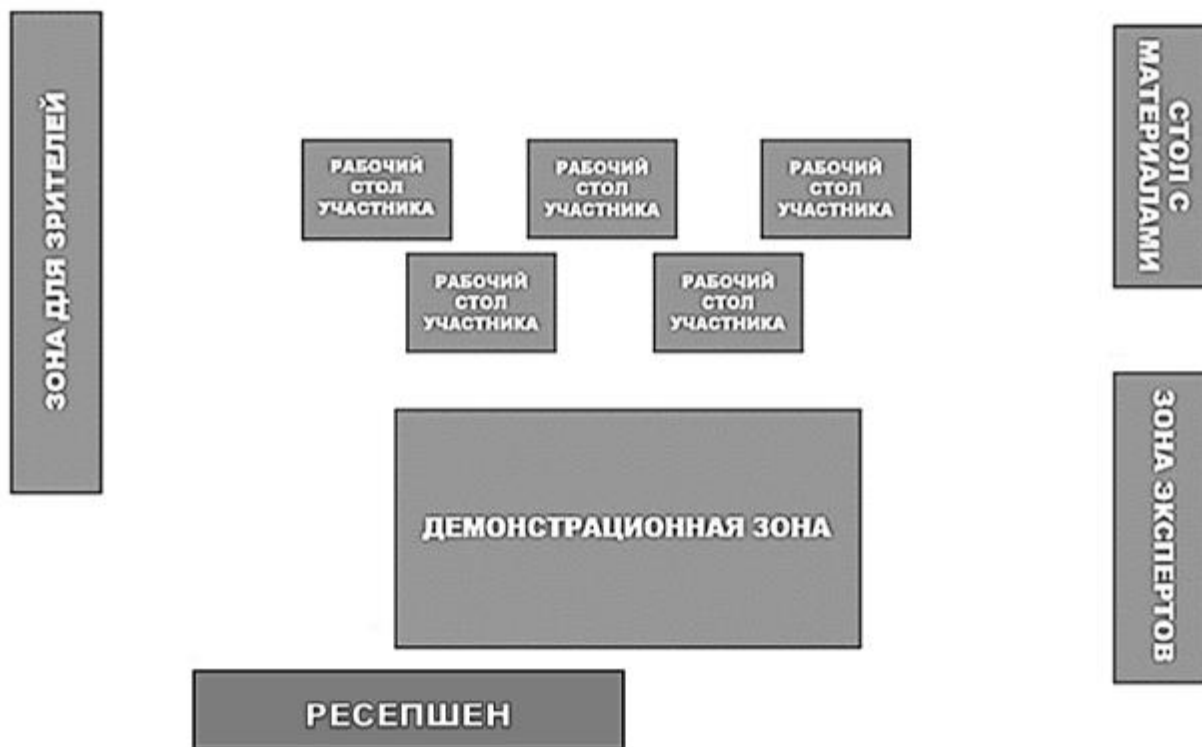 ЗОНА ДЛЯ ЗРИТЕЛЕЙ
РАБОЧИЙ
СТОЛ
УЧАСТНИКА
РАБОЧИЙ
СТОЛ
УЧАСТНИКА
РАБОЧИЙ
СТОЛ
УЧАСТНИКА
СТОЛ С
МАТЕРИАЛАМИ
РАБОЧИЙ
СТОЛ
УЧАСТНИКА
РАБОЧИЙ
СТОЛ
УЧАСТНИКА
ДЕМОНСТРАЦИОННАЯ ЗОНА
ЗОНА ЭКСПЕРТОВ
РЕСЕПШЕН